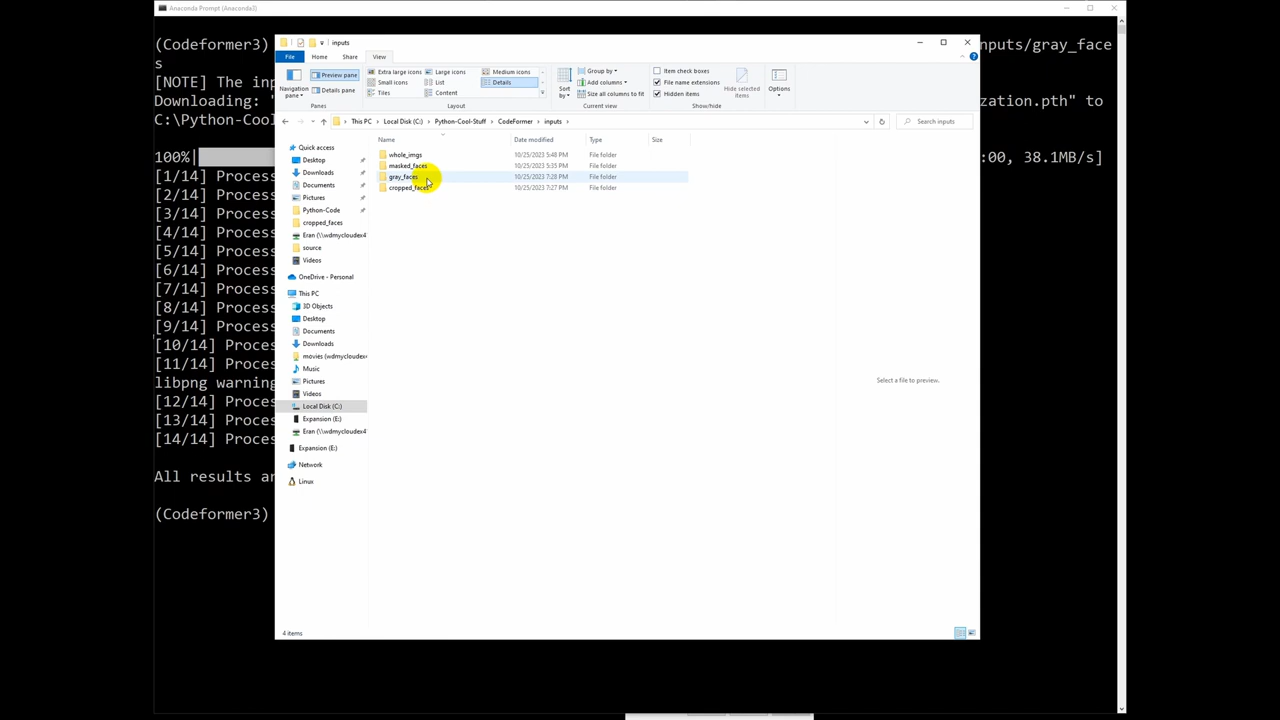 Anaconda Prompt (Anaconda3)
(Codeformer3)
nputs/gray_face
s
[NOTE] The inp
Downloading: "
ization.pth" to
C:\Python-Cool
100%|
:00, 38.1MB/s]
[1/14] Process
[2/14] Process
[3/14] Process
[4/14] Process
[5/14] Process
[6/14] Process
[7/14] Process
[8/14] Process
[9/14] Process
[10/14] Proces
[11/14] Proces
libpng warning
[12/14] Proces
[13/14] Proces
[14/14] Proces
All results an
(Codeformer3)
inputs
File Home Share View
Navigation pane
Preview pane
Details pane
Panes
Extra large icons Large icons Medium icons
Small icons List Details
Tiles Content
Layout
Sort by
Group by
Add columns
Size all columns to fit
Current view
Item check boxes
File name extensions
Hidden items
Hide selected items
Show/hide
Options
This PC Local Disk (C:) Python-Cool-Stuff CodeFormer inputs
Search inputs
Quick access
Desktop
Downloads
Documents
Pictures
Python-Code
cropped_faces
Eran (\\wdmycloudex4
source
Videos
OneDrive - Personal
This PC
3D Objects
Desktop
Documents
Downloads
movies (wdmycloudex
Music
Pictures
Videos
Local Disk (C:)
Expansion (E:)
Eran (\\wdmycloudex4
Expansion (E:)
Network
Linux
Name Date modified Type Size
whole_imgs 10/25/2023 5:48 PM File folder
masked_faces 10/25/2023 5:35 PM File folder
gray_faces 10/25/2023 7:28 PM File folder
cropped_faces 10/25/2023 7:27 PM File folder
Select a file to preview.
4 items